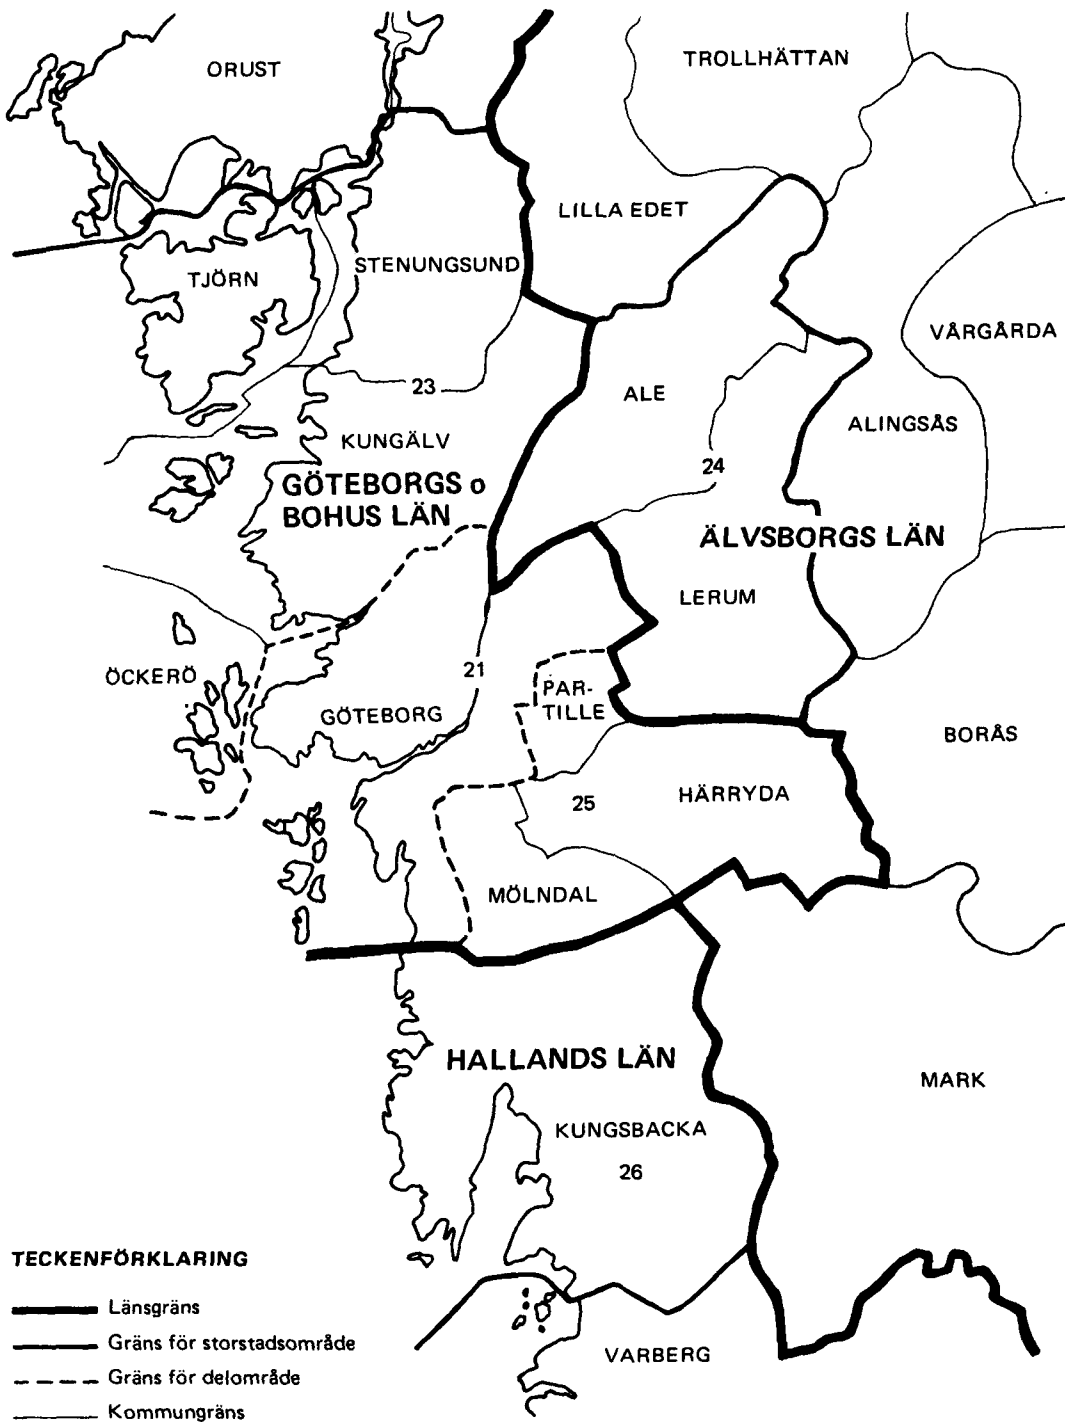 TROLLHÄTTAN
ORUST
LILLA EDET
STENUNGSUND
TJÖRN
VÅRGÅRDA
23
ALE
ALINGSÅS
KUNGÄLV
24
GÖTEBORGS o
BOHUS LÄN
ÄLVSBORGS LÄN
LERUM
ÖCKERÖ
21
PAR-
TILLE
GÖTEBORG
BORÅS
HÄRRYDA
25
MÖLNDAL
HALLANDS LÄN
MARK
KUNGSBACKA
26
VARBERG
TECKENFÖRKLARING
Länsgräns
Gräns för storstadsområde
Gräns för delområde
Kommungräns